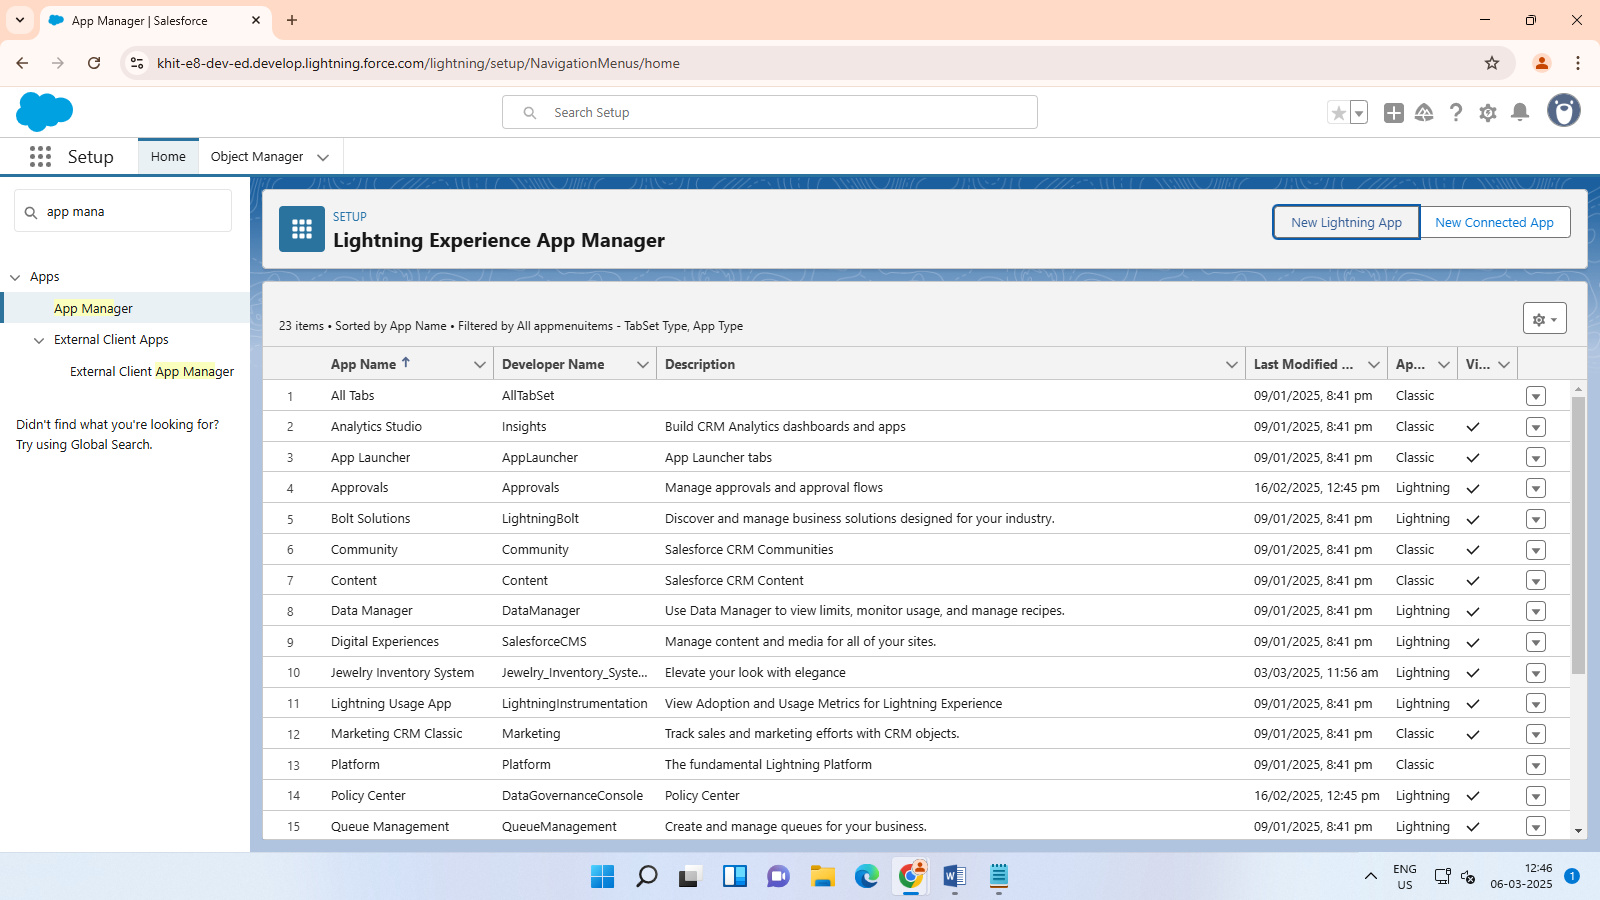 App Manager | Salesforce
khit-e8-dev-ed.develop.lightning.force.com/lightning/setup/NavigationMenus/home
Search Setup
Setup
Home
Object Manager
app mana
Apps
App Manager
External Client Apps
External Client App Manager
Didn't find what you're looking for?
Try using Global Search.
SETUP
Lightning Experience App Manager
New Lightning App
New Connected App
23 items • Sorted by App Name • Filtered by All appmenuitems - TabSet Type, App Type
App Name Developer Name Description Last Modified ... Ap... Vi...
1 All Tabs AllTabSet 09/01/2025, 8:41 pm Classic
2 Analytics Studio Insights Build CRM Analytics dashboards and apps 09/01/2025, 8:41 pm Classic
3 App Launcher AppLauncher App Launcher tabs 09/01/2025, 8:41 pm Classic
4 Approvals Approvals Manage approvals and approval flows 16/02/2025, 12:45 pm Lightning
5 Bolt Solutions LightningBolt Discover and manage business solutions designed for your industry. 09/01/2025, 8:41 pm Lightning
6 Community Community Salesforce CRM Communities 09/01/2025, 8:41 pm Classic
7 Content Content Salesforce CRM Content 09/01/2025, 8:41 pm Classic
8 Data Manager DataManager Use Data Manager to view limits, monitor usage, and manage recipes. 09/01/2025, 8:41 pm Lightning
9 Digital Experiences SalesforceCMS Manage content and media for all of your sites. 09/01/2025, 8:41 pm Lightning
10 Jewelry Inventory System Jewelry_Inventory_Syste... Elevate your look with elegance 03/03/2025, 11:56 am Lightning
11 Lightning Usage App LightningInstrumentation View Adoption and Usage Metrics for Lightning Experience 09/01/2025, 8:41 pm Lightning
12 Marketing CRM Classic Marketing Track sales and marketing efforts with CRM objects. 09/01/2025, 8:41 pm Classic
13 Platform Platform The fundamental Lightning Platform 09/01/2025, 8:41 pm Classic
14 Policy Center DataGovernanceConsole Policy Center 16/02/2025, 12:45 pm Lightning
15 Queue Management QueueManagement Create and manage queues for your business. 09/01/2025, 8:41 pm Lightning
ENG
US
12:46
06-03-2025
1